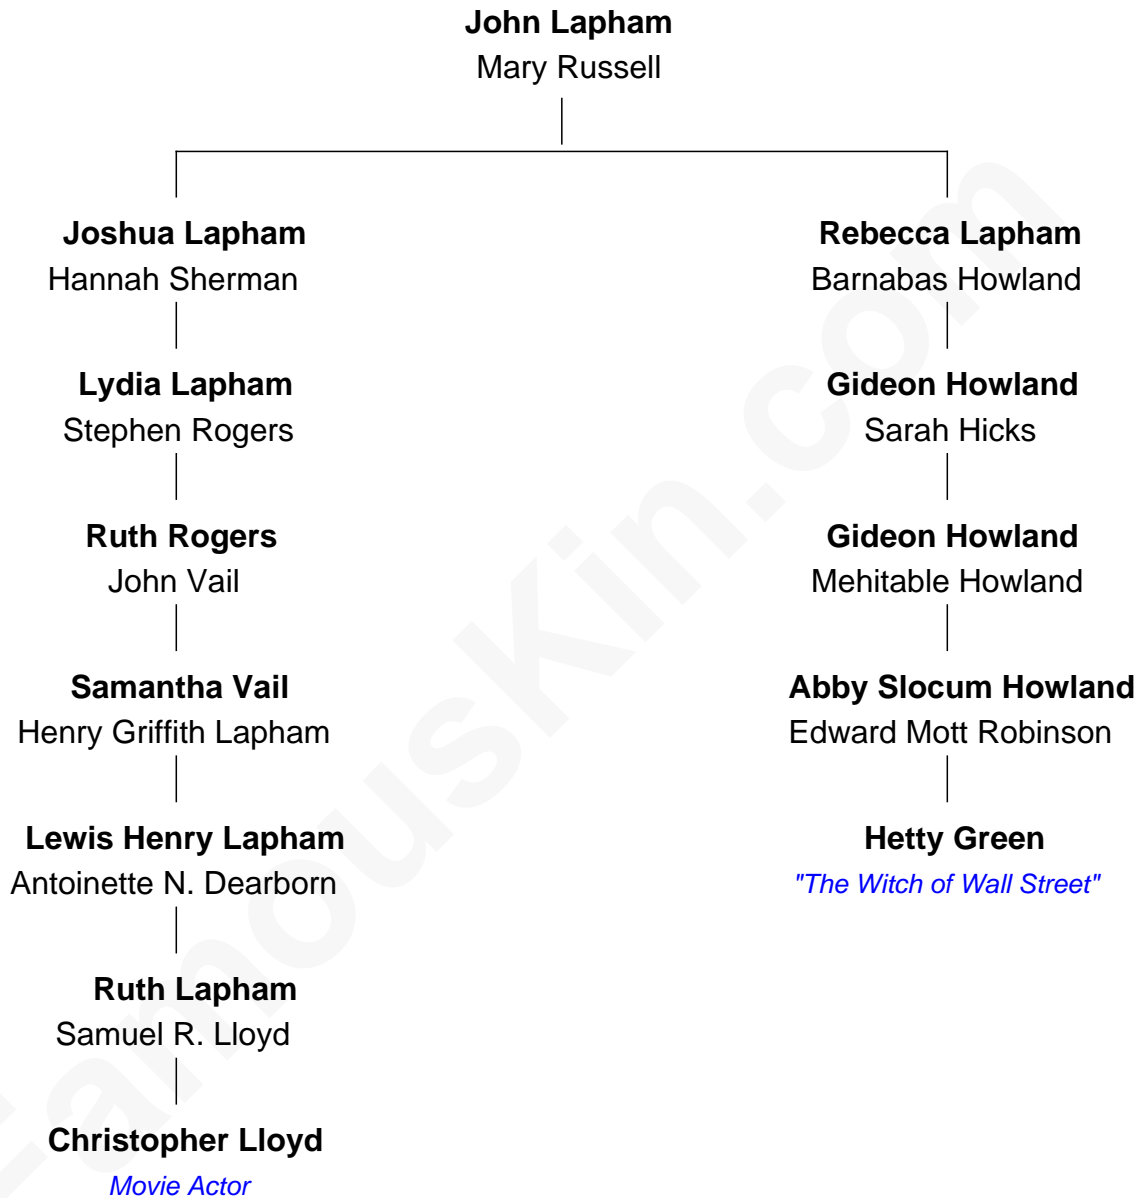 John Lapham
Mary Russell
Joshua Lapham
Hannah Sherman
Lydia Lapham
Stephen Rogers
Ruth Rogers
John Vail
Samantha Vail
Henry Griffith Lapham
Lewis Henry Lapham
Antoinette N. Dearborn
Ruth Lapham
Samuel R. Lloyd
Christopher Lloyd
Movie Actor
Rebecca Lapham
Barnabas Howland
Gideon Howland
Sarah Hicks
Gideon Howland
Mehitable Howland
Abby Slocum Howland
Edward Mott Robinson
Hetty Green
"The Witch of Wall Street"
FamousKin.com